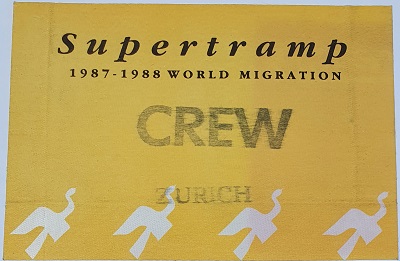 Supertramp
1987-1988 WORLD MIGRATION
CREW
ZURICH